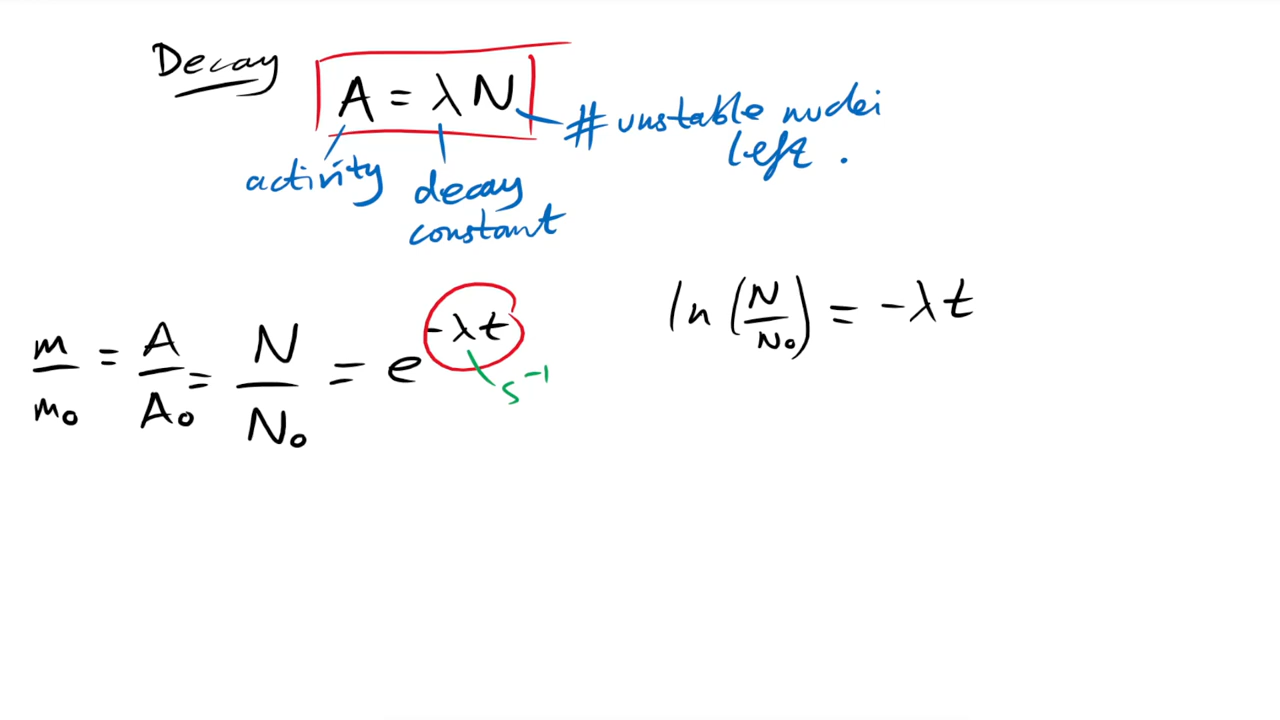 Decay
A = λN
# unstable nuclei
left.
activity
decay
constant
m/m₀ = A/A₀ = N/N₀ = e^(-λt)
s⁻¹
ln(N/N₀) = -λt